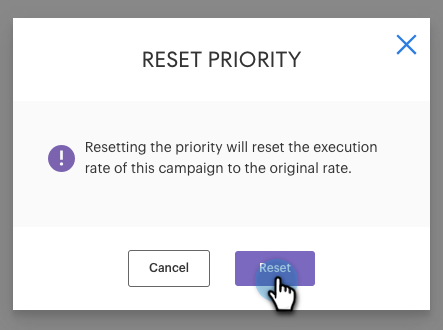 RESET PRIORITY
Resetting the priority will reset the execution
rate of this campaign to the original rate.
Cancel
Reset